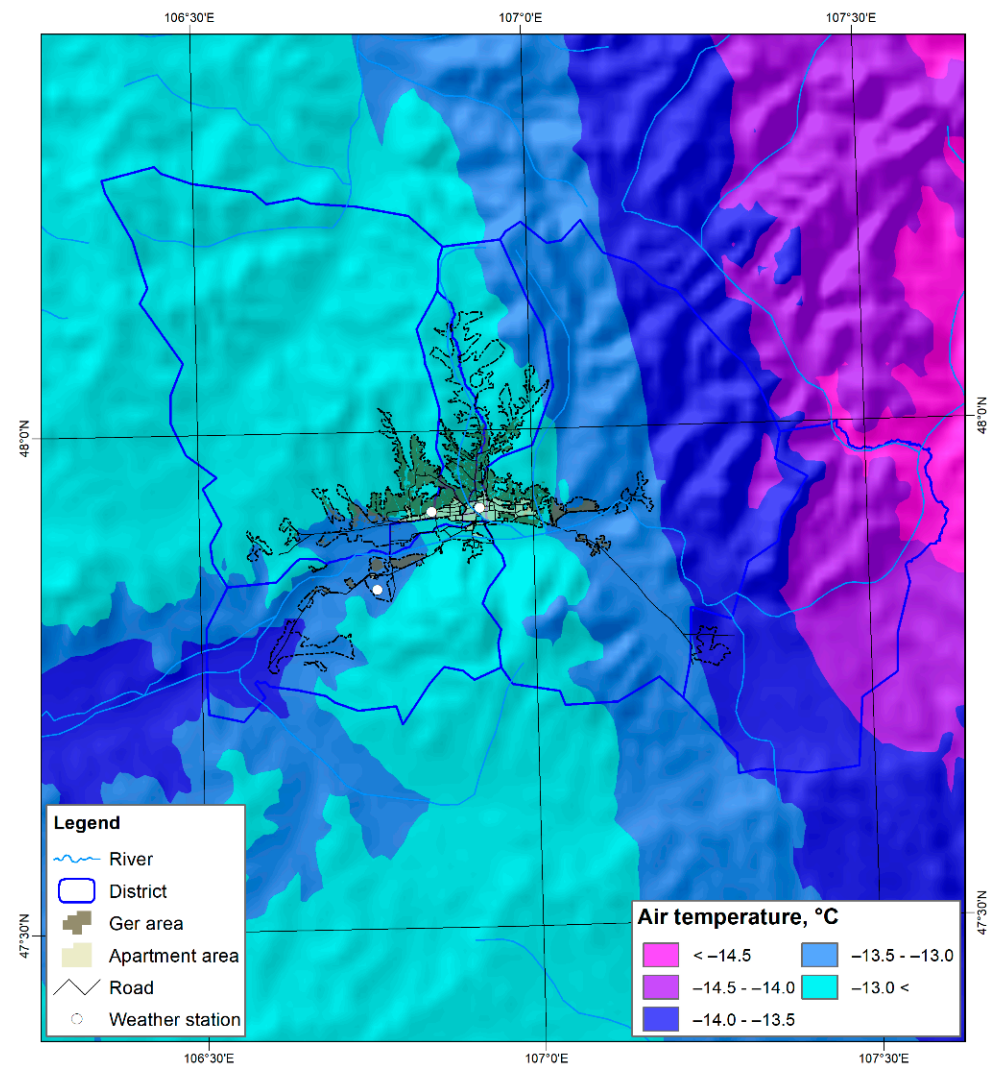 106°30'E 107°0'E 107°30'E
48°0'N
48°0'N
47°30'N
47°30'N
Legend
River
District
Ger area
Apartment area
Road
Weather station
Air temperature, °C
< –14.5
–14.5 - –14.0
–14.0 - –13.5
–13.5 - –13.0
–13.0 <
106°30'E 107°0'E 107°30'E